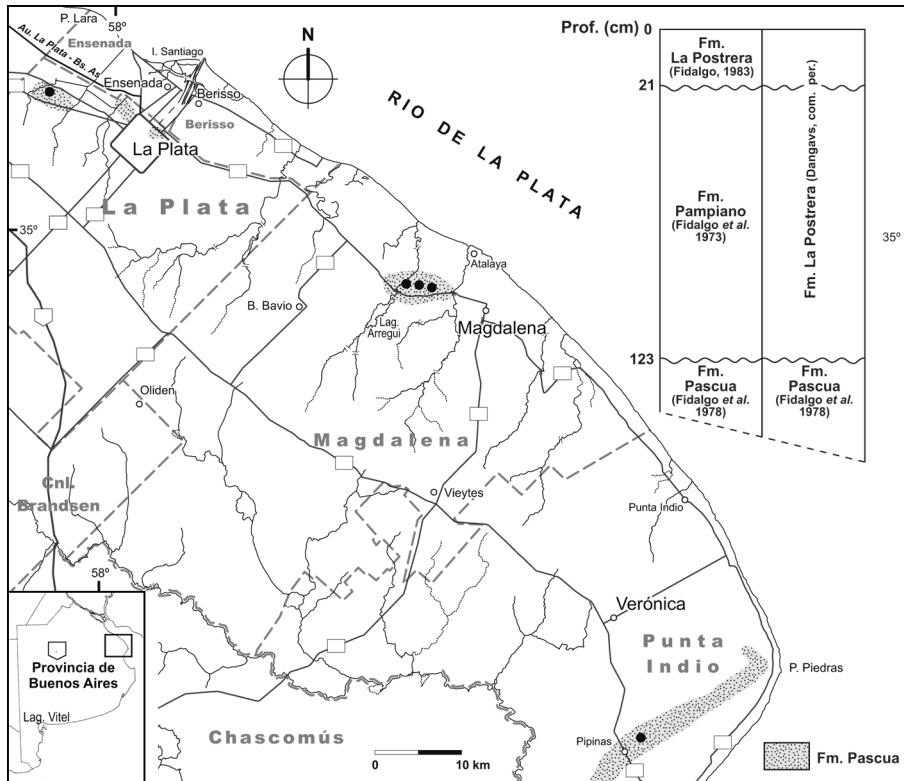 P. Lara
58º
Ensenada
Au. La Plata - Bs. As
I. Santiago
Ensenada
Berisso
Berisso
La Plata
La Plata
N
RIO DE LA PLATA
35º
Atalaya
B. Bavio
Lag.
Arregui
Magdalena
Oliden
Magdalena
Cnl.
Brandsen
Vieytes
Punta Indio
58º
Verónica
Punta
Indio
P. Piedras
Pipinas
Chascomús
0 10 km
Provincia de
Buenos Aires
Lag. Vitel
Prof. (cm) 0
21
123
Fm.
La Postrera
(Fidalgo, 1983)
Fm.
Pampiano
(Fidalgo et al.
1973)
Fm.
Pascua
(Fidalgo et al.
1978)
Fm. La Postrera (Dangavs, com. per.)
Fm.
Pascua
(Fidalgo et al.
1978)
35º
Fm. Pascua